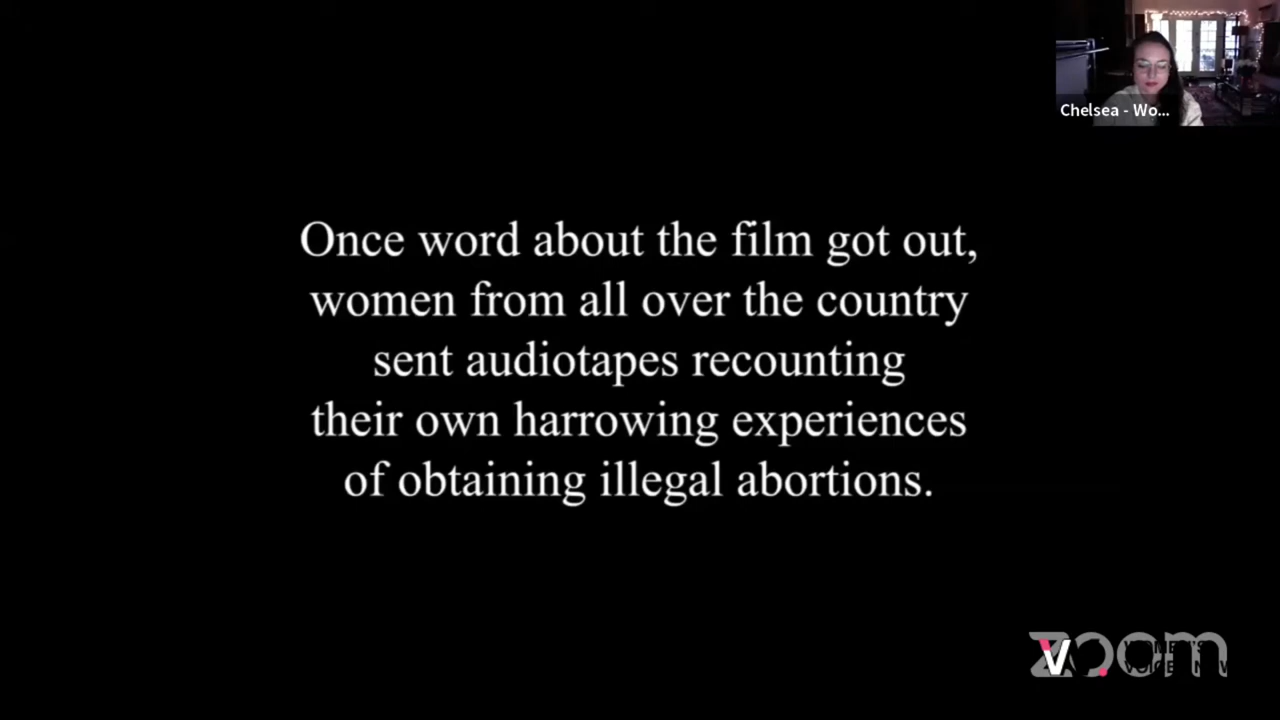 Chelsea - Wo...
Once word about the film got out,
women from all over the country
sent audiotapes recounting
their own harrowing experiences
of obtaining illegal abortions.
zoom